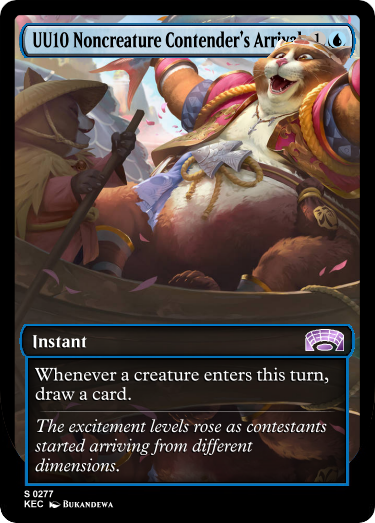 UU10 Noncreature Contender's Arrival 1
Instant
Whenever a creature enters this turn,
draw a card.
The excitement levels rose as contestants
started arriving from different
dimensions.
S 0277
KEC Bukandewa